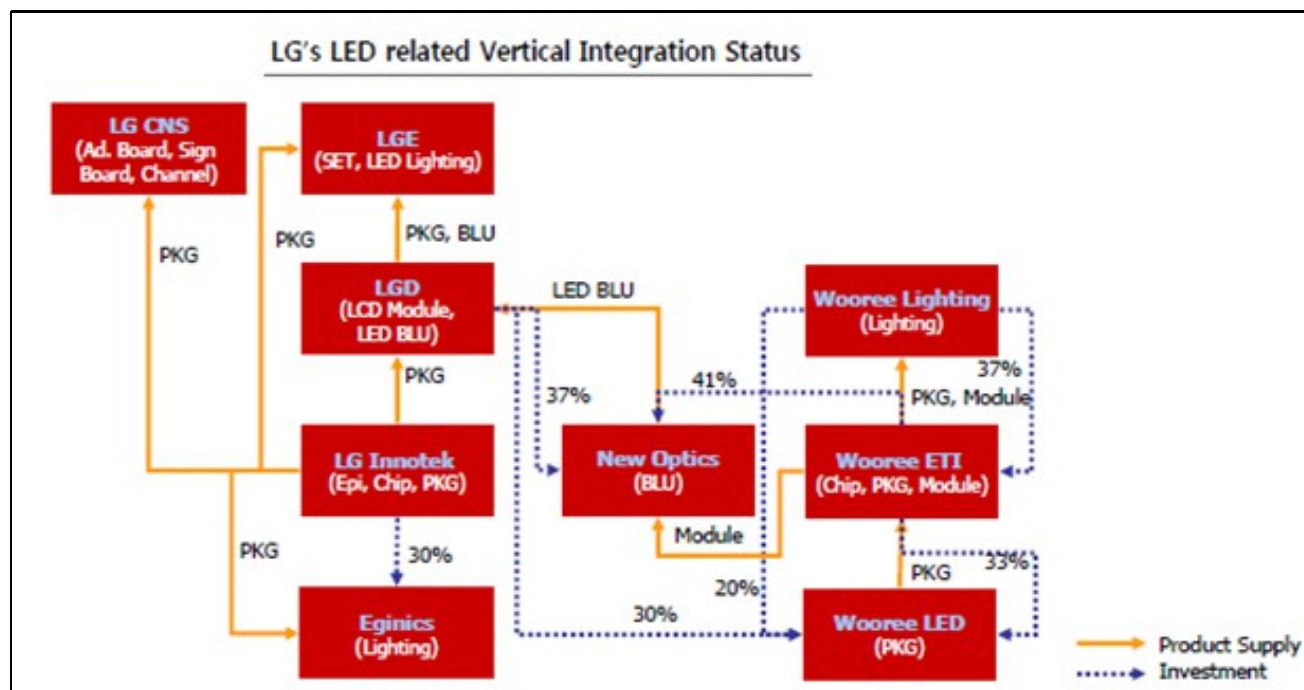 LG's LED related Vertical Integration Status
LG CNS
(Ad. Board, Sign
Board, Channel)
LGE
(SET, LED Lighting)
PKG
PKG
PKG, BLU
LGD
(LCD Module,
LED BLU)
LED BLU
Wooree Lighting
(Lighting)
PKG
37%
41%
37%
PKG, Module
LG Innotek
(Epi, Chip, PKG)
New Optics
(BLU)
Wooree ETI
(Chip, PKG, Module)
PKG
30%
Module
20%
PKG
33%
30%
Eginics
(Lighting)
Wooree LED
(PKG)
Product Supply
Investment